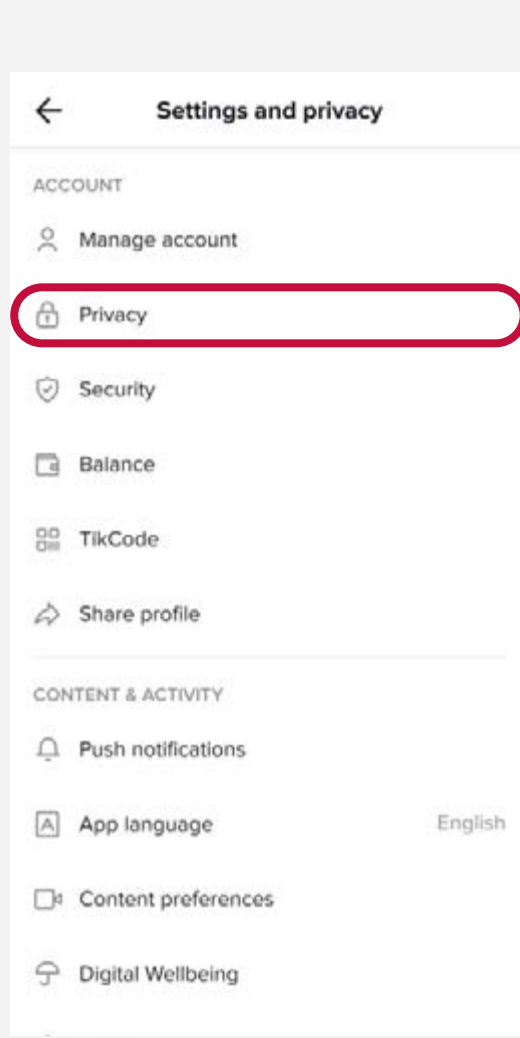 Settings and privacy
ACCOUNT
Manage account
Privacy
Security
Balance
TikCode
Share profile
CONTENT & ACTIVITY
Push notifications
App language English
Content preferences
Digital Wellbeing